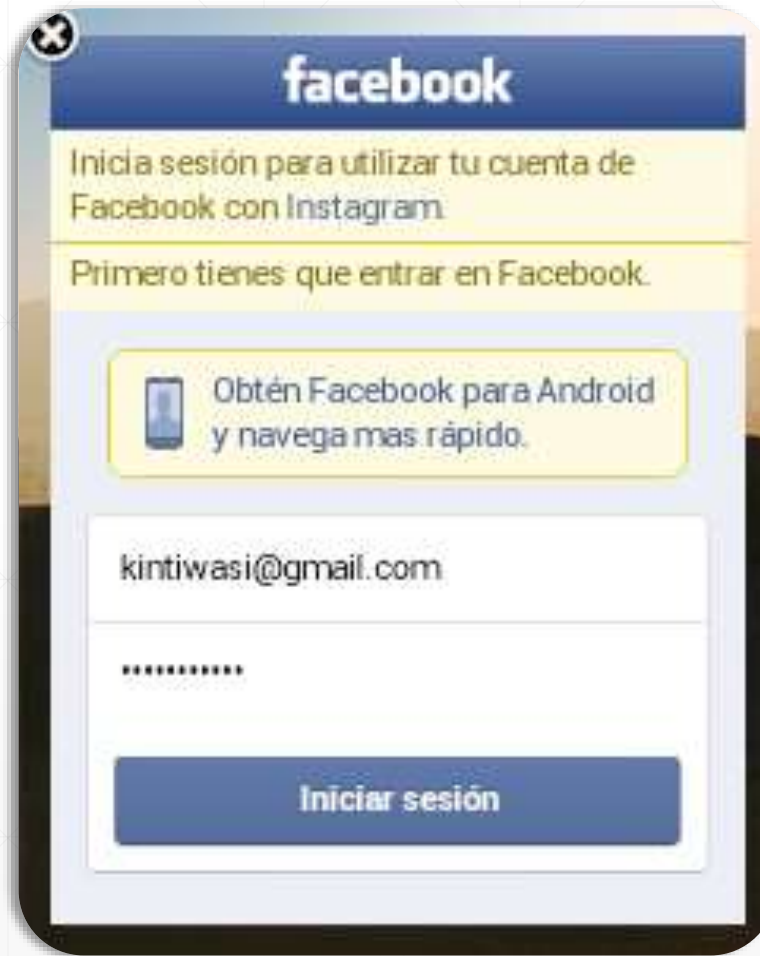 facebook
Inicia sesión para utilizar tu cuenta de
Facebook con Instagram.
Primero tienes que entrar en Facebook.
Obtén Facebook para Android
y navega mas rápido.
kintiwasi@gmail.com
•••••••••••
Iniciar sesión